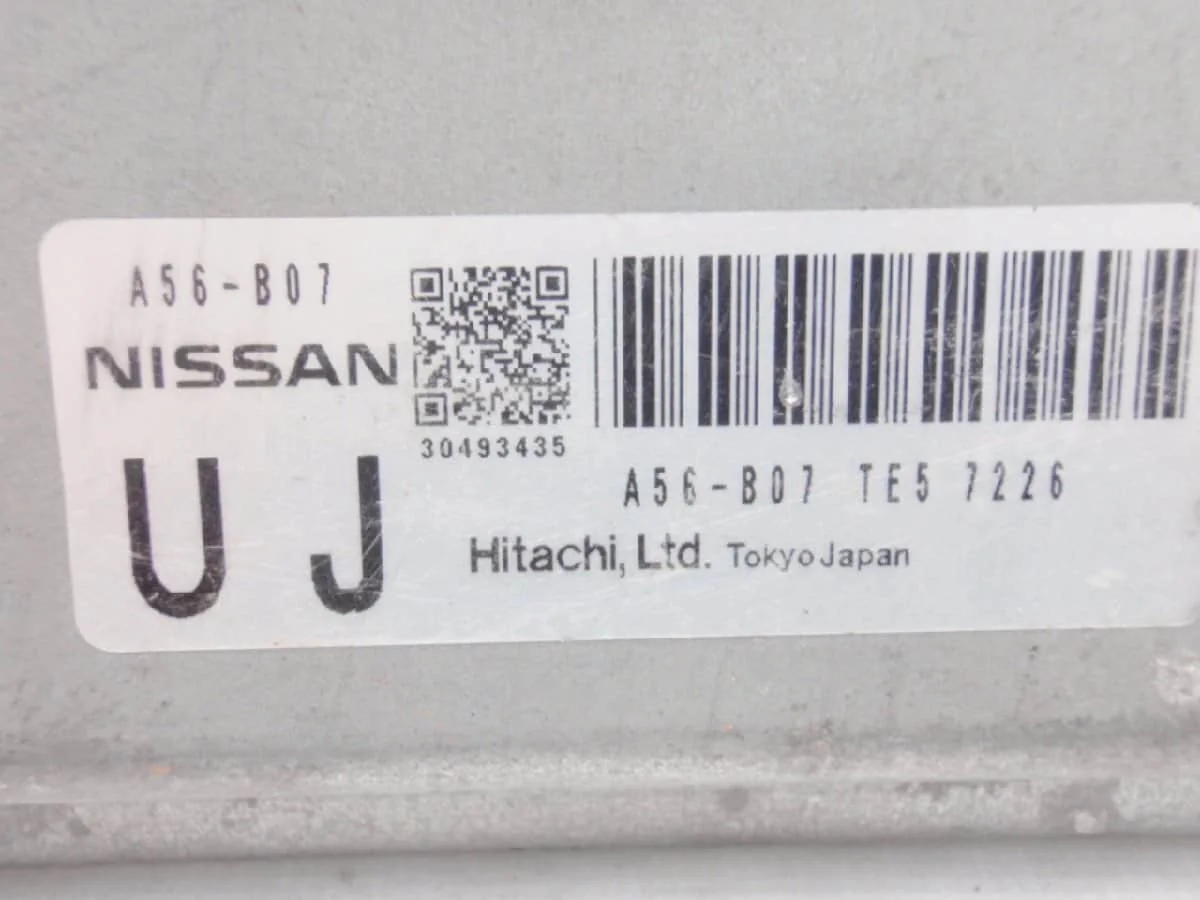 A56-B07
NISSAN
30493435
U J
A56-B07 TE5 7226
Hitachi, Ltd. Tokyo Japan